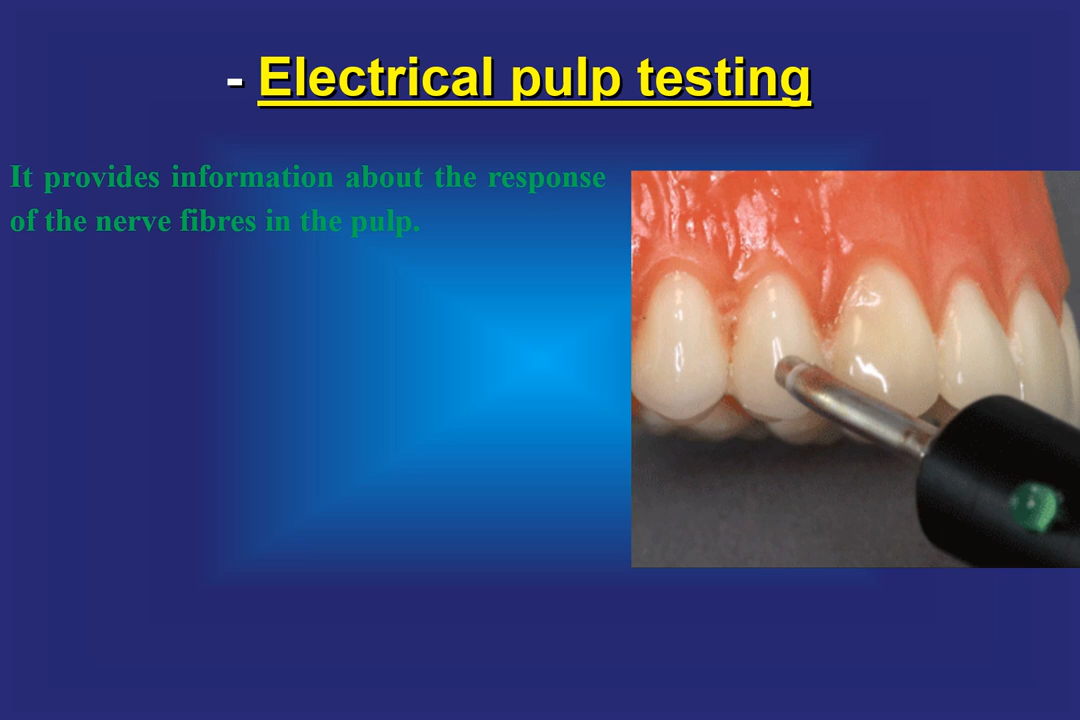 - Electrical pulp testing
It provides information about the response
of the nerve fibres in the pulp.